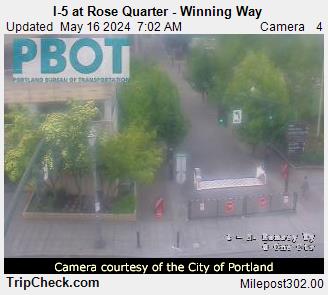 I-5 at Rose Quarter - Winning Way
Updated May 16 2024 7:02 AM Camera 4
PBOT
PORTLAND BUREAU OF TRANSPORTATION
Camera courtesy of the City of Portland
TripCheck.com Milepost302.00